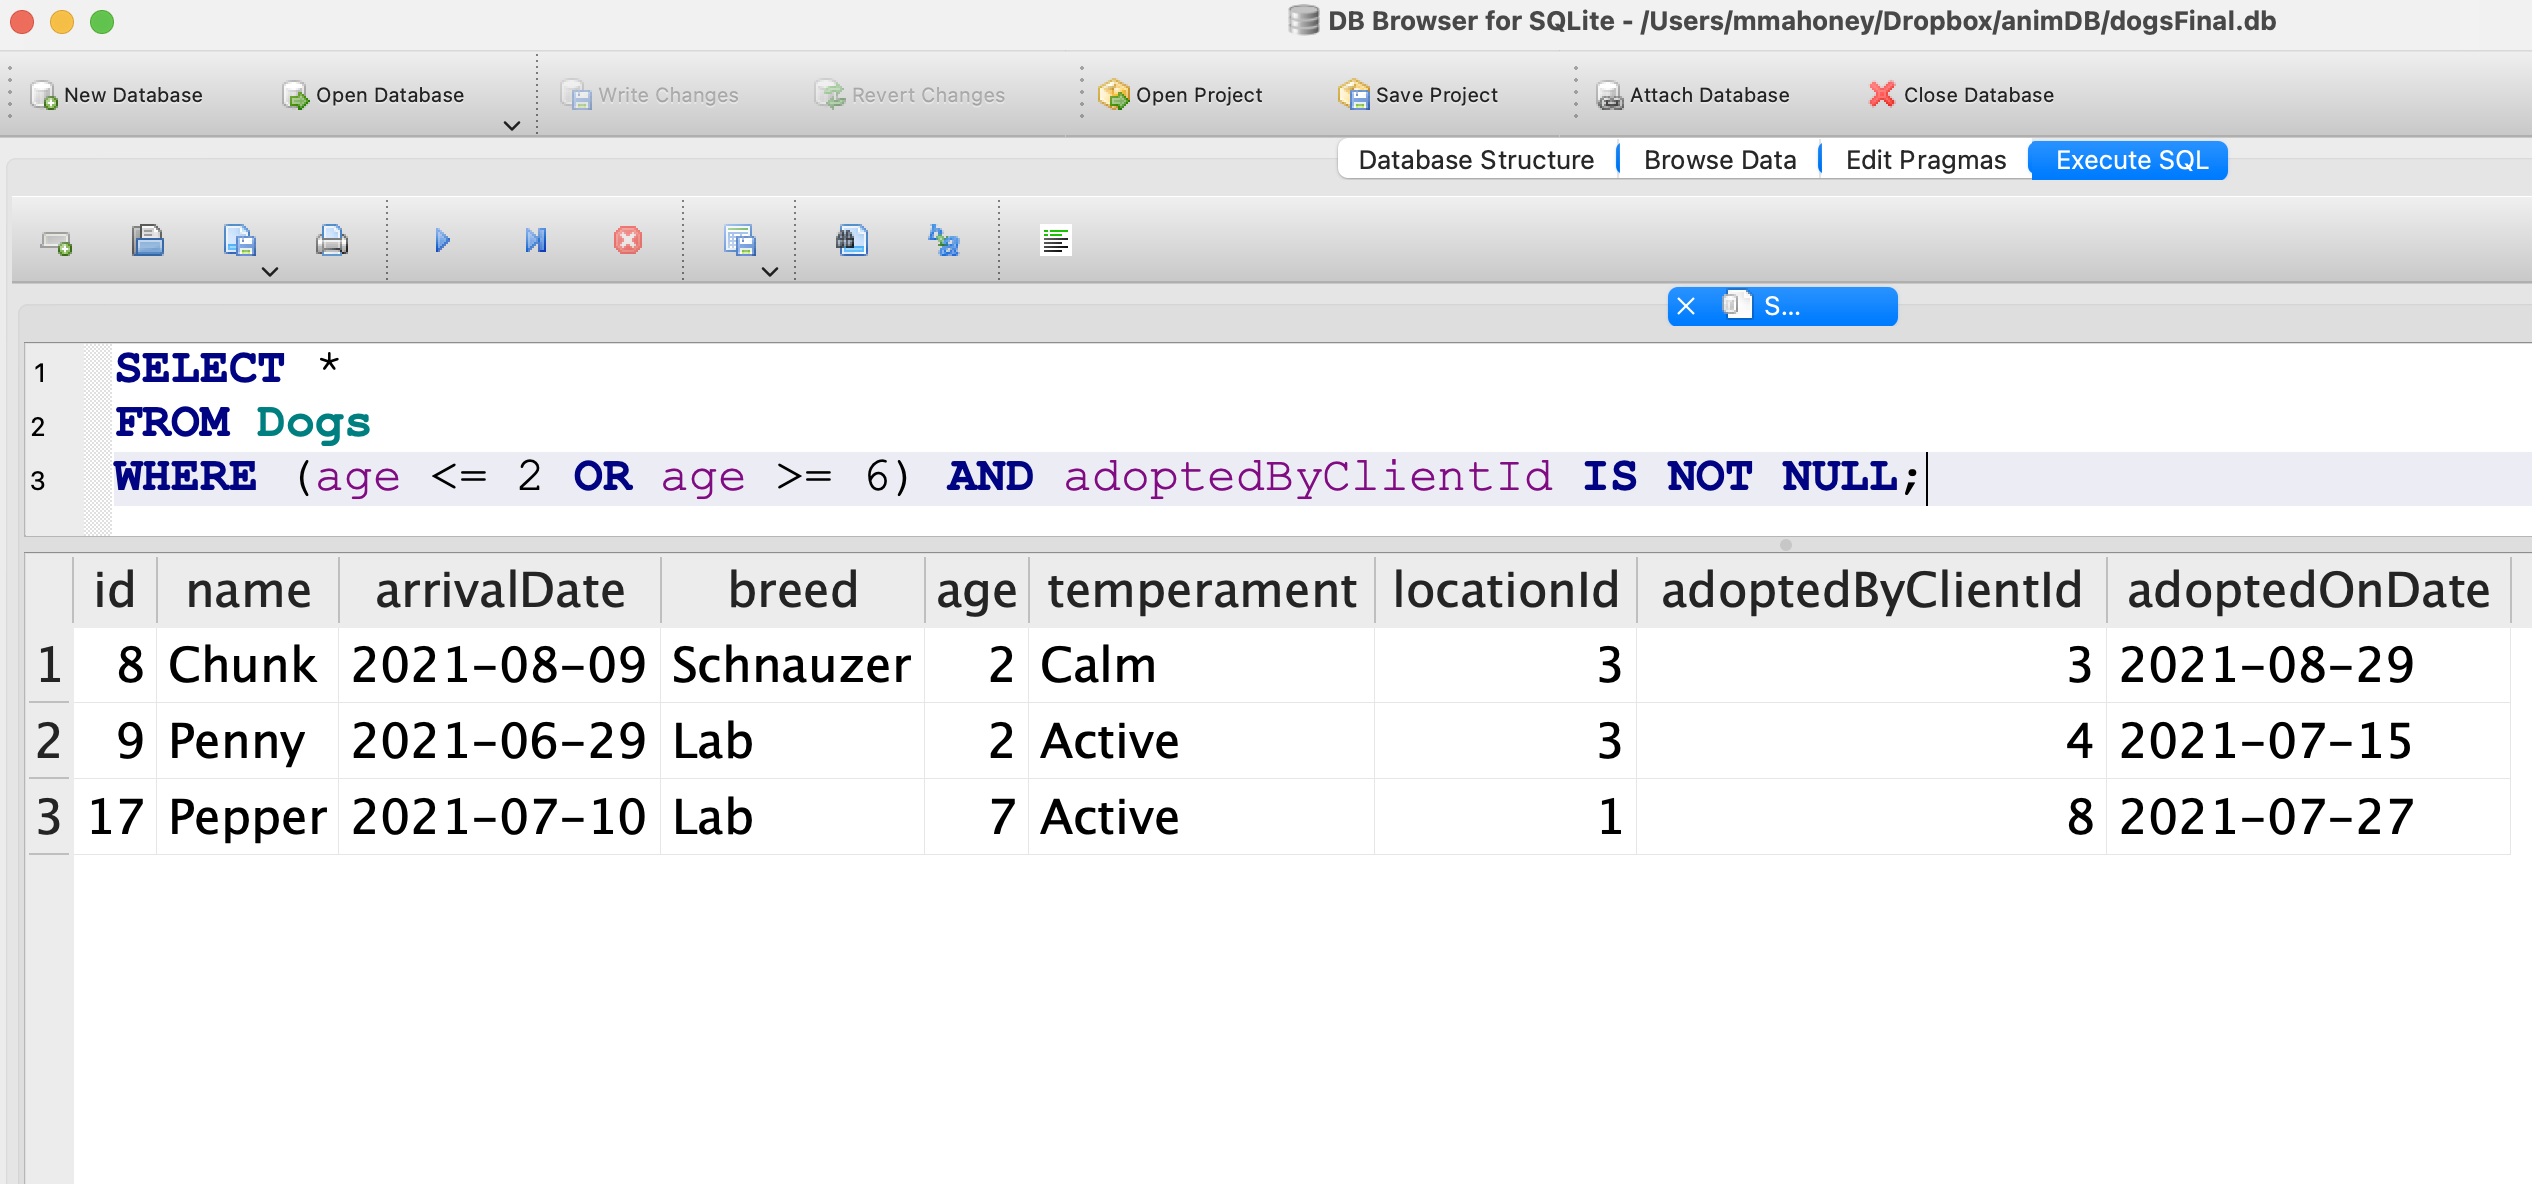 DB Browser for SQLite - /Users/mmahoney/Dropbox/animDB/dogsFinal.db
New Database Open Database Write Changes Revert Changes Open Project Save Project Attach Database Close Database
Database Structure Browse Data Edit Pragmas Execute SQL
S...
1 SELECT *
2 FROM Dogs
3 WHERE (age <= 2 OR age >= 6) AND adoptedByClientId IS NOT NULL;
id name arrivalDate breed age temperament locationId adoptedByClientId adoptedOnDate
1 8 Chunk 2021-08-09 Schnauzer 2 Calm 3 3 2021-08-29
2 9 Penny 2021-06-29 Lab 2 Active 3 4 2021-07-15
3 17 Pepper 2021-07-10 Lab 7 Active 1 8 2021-07-27